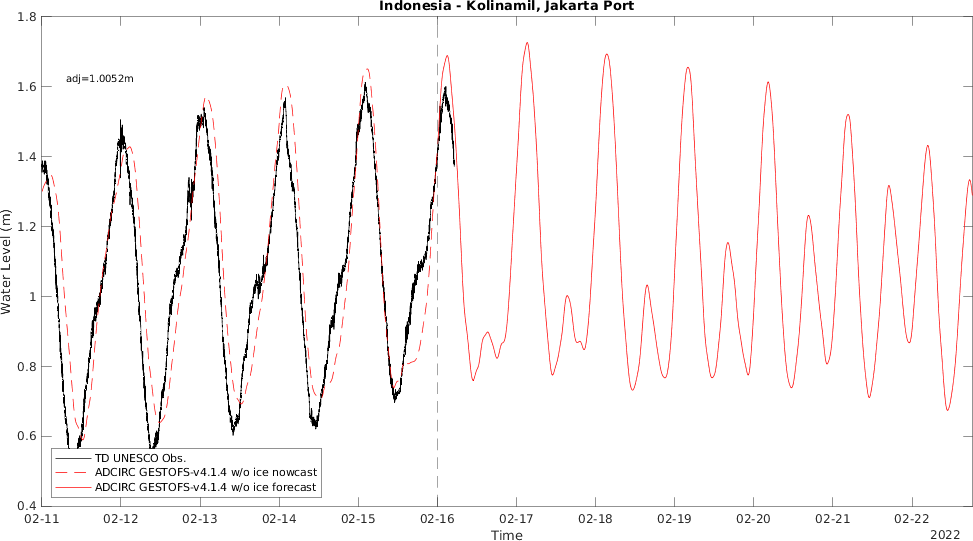 Indonesia - Kolinamil, Jakarta Port
adj=1.0052m
Water Level (m)
1.8
1.6
1.4
1.2
1
0.8
0.6
0.4
TD UNESCO Obs.
ADCIRC GESTOFS-v4.1.4 w/o ice nowcast
ADCIRC GESTOFS-v4.1.4 w/o ice forecast
02-11 02-12 02-13 02-14 02-15 02-16 02-17 02-18 02-19 02-20 02-21 02-22
Time
2022